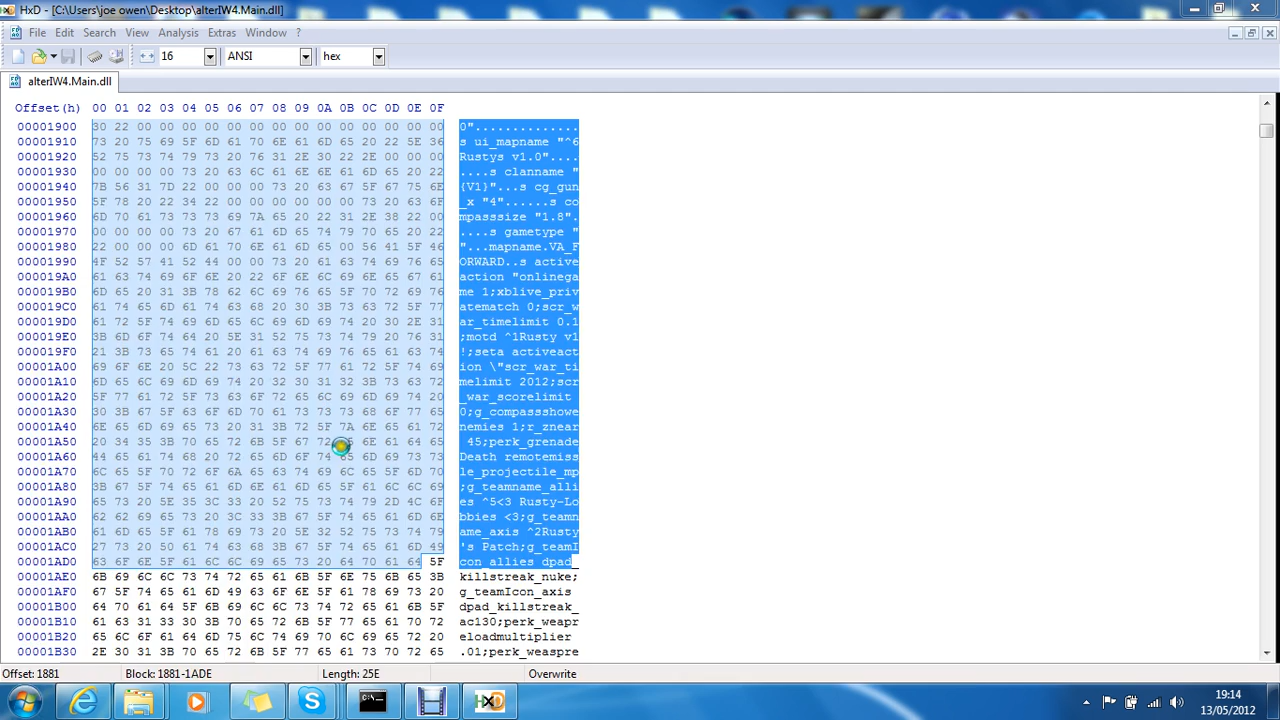 HxD - [C:\Users\joe owen\Desktop\alterIW4.Main.dll]
File Edit Search View Analysis Extras Window ?
16 ANSI hex
alterIW4.Main.dll
Offset(h) 00 01 02 03 04 05 06 07 08 09 0A 0B 0C 0D 0E 0F
00001900 30 22 00 00 00 00 00 00 00 00 00 00 00 00 00 00 0"..............
00001910 73 20 75 69 5F 6D 61 70 6E 61 6D 65 20 22 5E 36 s ui_mapname "^6
00001920 52 75 73 74 79 73 20 76 31 2E 30 22 2E 00 00 00 Rustys v1.0"....
00001930 00 00 00 00 73 20 63 6C 61 6E 6E 61 6D 65 20 22 ....s clanname "
00001940 7B 56 31 7D 22 00 00 00 73 20 63 67 5F 67 75 6E {V1}"...s cg_gun
00001950 5F 78 20 22 34 22 00 00 00 00 00 00 73 20 63 6F _x "4"......s co
00001960 6D 70 61 73 73 73 69 7A 65 20 22 31 2E 38 22 00 mpasssize "1.8".
00001970 00 00 00 00 73 20 67 61 6D 65 74 79 70 65 20 22 ....s gametype "
00001980 22 00 00 00 6D 61 70 6E 61 6D 65 00 56 41 5F 46 "...mapname.VA_F
00001990 4F 52 57 41 52 44 00 00 73 20 61 63 74 69 76 65 ORWARD..s active
000019A0 61 63 74 69 6F 6E 20 22 6F 6E 6C 69 6E 65 67 61 action "onlinega
000019B0 6D 65 20 31 3B 78 62 6C 69 76 65 5F 70 72 69 76 me 1;xblive_priv
000019C0 61 74 65 6D 61 74 63 68 20 30 3B 73 63 72 5F 77 atematch 0;scr_w
000019D0 61 72 5F 74 69 6D 65 6C 69 6D 69 74 20 30 2E 31 ar_timelimit 0.1
000019E0 3B 6D 6F 74 64 20 5E 31 52 75 73 74 79 20 76 31 ;motd ^1Rusty v1
000019F0 21 3B 73 65 74 61 20 61 63 74 69 76 65 61 63 74 !;seta activeact
00001A00 69 6F 6E 20 5C 22 73 63 72 5F 77 61 72 5F 74 69 ion \"scr_war_ti
00001A10 6D 65 6C 69 6D 69 74 20 32 30 31 32 3B 73 63 72 melimit 2012;scr
00001A20 5F 77 61 72 5F 73 63 6F 72 65 6C 69 6D 69 74 20 _war_scorelimit
00001A30 30 3B 67 5F 63 6F 6D 70 61 73 73 73 68 6F 77 65 0;g_compassshowe
00001A40 6E 65 6D 69 65 73 20 31 3B 72 5F 7A 6E 65 61 72 nemies 1;r_znear
00001A50 20 34 35 3B 70 65 72 6B 5F 67 72 65 6E 61 64 65 45;perk_grenade
00001A60 44 65 61 74 68 20 72 65 6D 6F 74 65 6D 69 73 73 Death remotemiss
00001A70 6C 65 5F 70 72 6F 6A 65 63 74 69 6C 65 5F 6D 70 le_projectile_mp
00001A80 3B 67 5F 74 65 61 6D 6E 61 6D 65 5F 61 6C 6C 69 ;g_teamname_alli
00001A90 65 73 20 5E 35 3C 33 20 52 75 73 74 79 2D 4C 6F es ^5<3 Rusty-Lo
00001AA0 62 62 69 65 73 20 3C 33 3B 67 5F 74 65 61 6D 6E bbies <3;g_teamn
00001AB0 61 6D 65 5F 61 78 69 73 20 5E 32 52 75 73 74 79 ame_axis ^2Rusty
00001AC0 27 73 20 50 61 74 63 68 3B 67 5F 74 65 61 6D 49 's Patch;g_teamI
00001AD0 63 6F 6E 5F 61 6C 6C 69 65 73 20 64 70 61 64 5F con_allies dpad_
00001AE0 6B 69 6C 6C 73 74 72 65 61 6B 5F 6E 75 6B 65 3B killstreak_nuke;
00001AF0 67 5F 74 65 61 6D 49 63 6F 6E 5F 61 78 69 73 20 g_teamIcon_axis
00001B00 64 70 61 64 5F 6B 69 6C 6C 73 74 72 65 61 6B 5F dpad_killstreak_
00001B10 61 63 31 33 30 3B 70 65 72 6B 5F 77 65 61 70 72 ac130;perk_weapr
00001B20 65 6C 6F 61 64 6D 75 6C 74 69 70 6C 69 65 72 20 eloadmultiplier
00001B30 2E 30 31 3B 70 65 72 6B 5F 77 65 61 70 72 65 .01;perk_weaspre
Offset: 1881 Block: 1881-1ADE Length: 25E Overwrite
19:14
13/05/2012